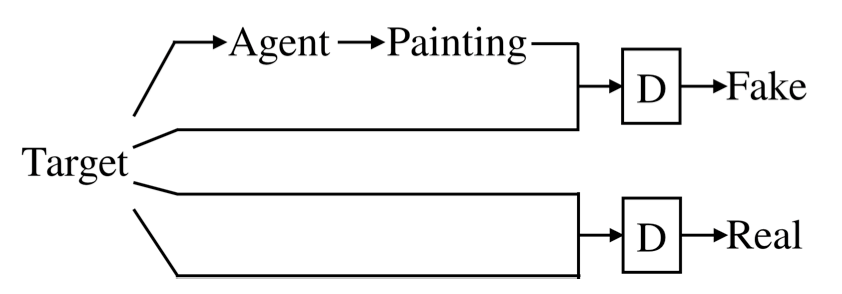 Agent Painting
D Fake
Target
D Real